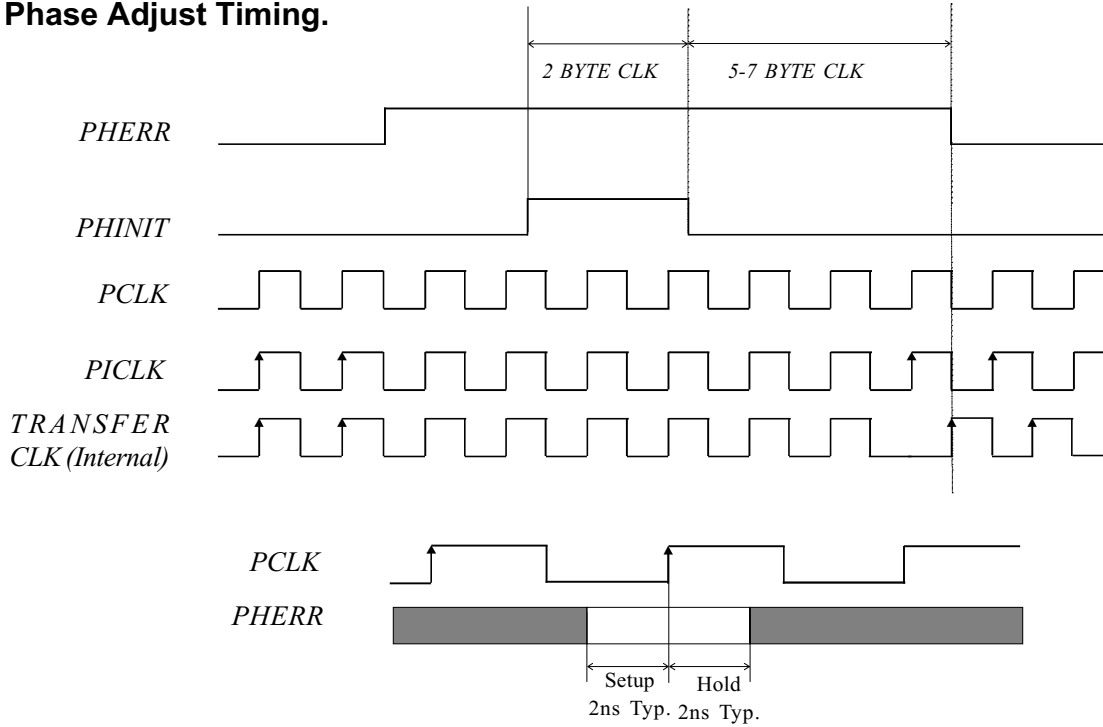 Phase Adjust Timing.
2 BYTE CLK
5-7 BYTE CLK
PHERR
PHINIT
PCLK
PICLK
TRANSFER
CLK (Internal)
PCLK
PHERR
Setup
2ns Typ.
Hold
2ns Typ.